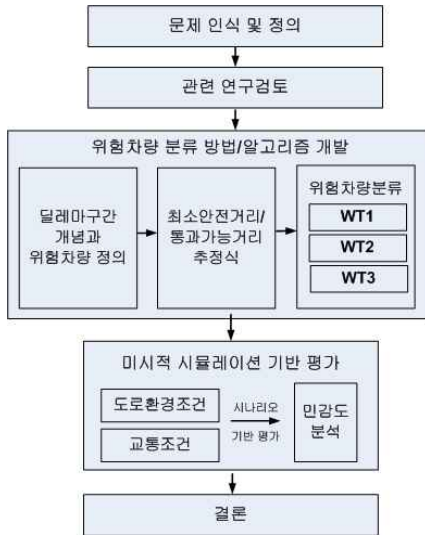 문제 인식 및 정의
관련 연구검토
위험차량 분류 방법/알고리즘 개발
딜레마구간
개념과
위험차량 정의
최소안전거리/
통과가능거리
추정식
위험차량분류
WT1
WT2
WT3
미시적 시뮬레이션 기반 평가
도로환경조건
교통조건
시나리오
기반 평가
민감도
분석
결론